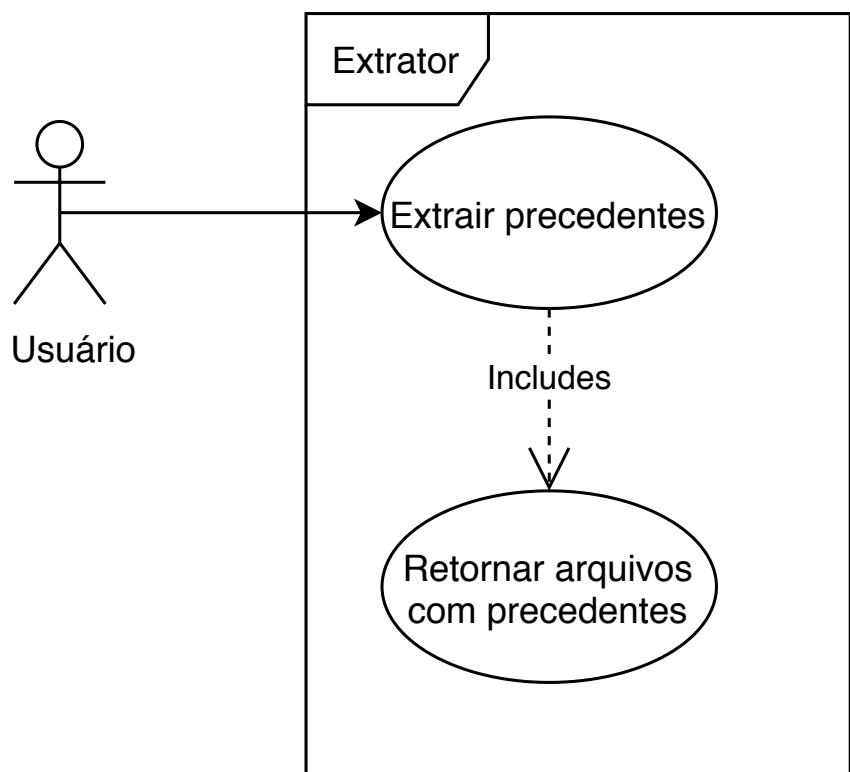 Extrator
Extrair precedentes
Usuário
Includes
Retornar arquivos
com precedentes